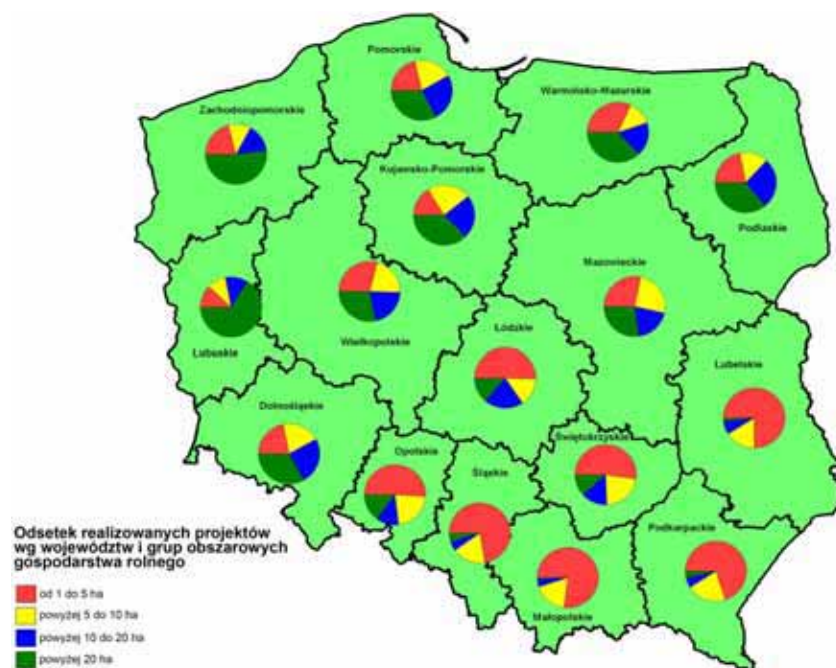 Pomorskie
Warmińsko-Mazurskie
Zachodniopomorskie
Kujawsko-Pomorskie
Podlaskie
Mazowieckie
Łódzkie
Wielkopolskie
Lubuskie
Lubelskie
Dolnośląskie
Świętokrzyskie
Opolskie
Śląskie
Podkarpackie
Małopolskie
Odsetek realizowanych projektów
wg województw i grup obszarowych
gospodarstwa rolnego
od 1 do 5 ha
powyżej 5 do 10 ha
powyżej 10 do 20 ha
powyżej 20 ha